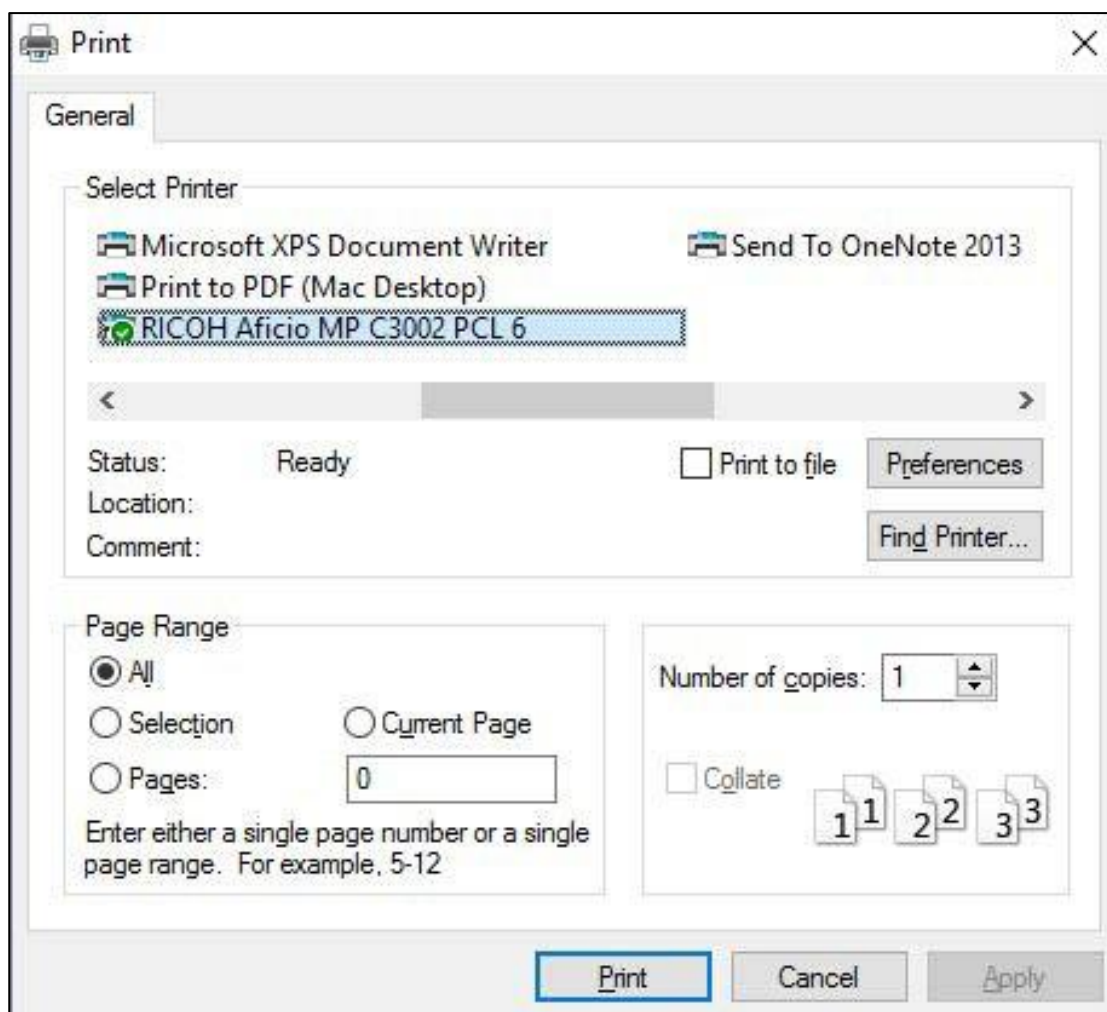 Print
General
Select Printer
Microsoft XPS Document Writer
Send To OneNote 2013
Print to PDF (Mac Desktop)
RICOH Aficio MP C3002 PCL 6
Status: Ready
Print to file
Preferences
Location:
Comment:
Find Printer...
Page Range
All
Selection
Current Page
Pages: 0
Enter either a single page number or a single
page range. For example, 5-12
Number of copies: 1
Collate
1 1 2 2 3 3
Print
Cancel
Apply